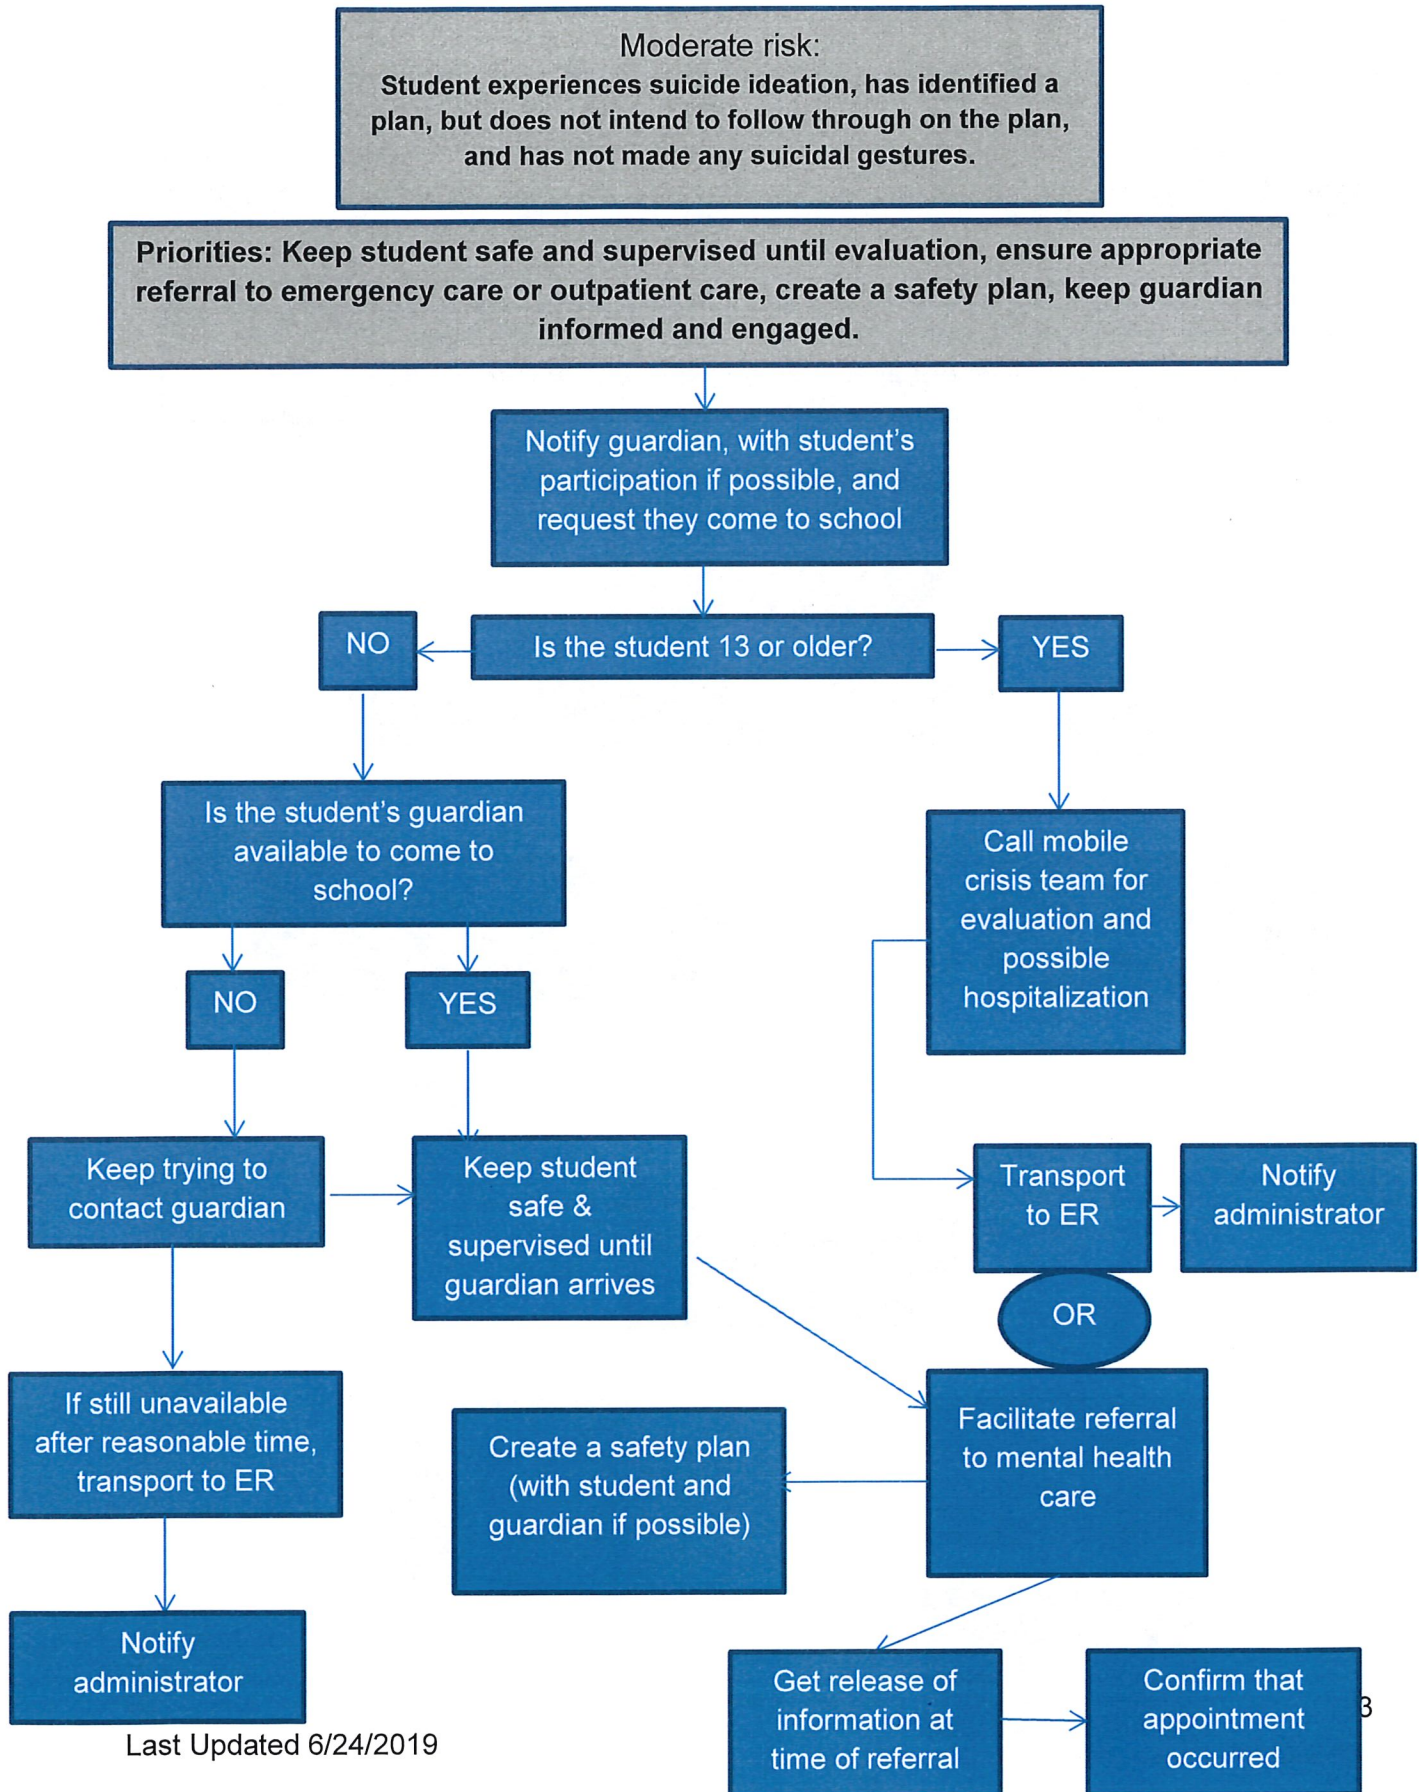 Moderate risk:
Student experiences suicide ideation, has identified a
plan, but does not intend to follow through on the plan,
and has not made any suicidal gestures.
Priorities: Keep student safe and supervised until evaluation, ensure appropriate
referral to emergency care or outpatient care, create a safety plan, keep guardian
informed and engaged.
Notify guardian, with student’s
participation if possible, and
request they come to school
NO
Is the student 13 or older?
YES
Is the student’s guardian
available to come to
school?
Call mobile
crisis team for
evaluation and
possible
hospitalization
NO
YES
Keep trying to
contact guardian
Keep student
safe &
supervised until
guardian arrives
Transport
to ER
Notify
administrator
OR
If still unavailable
after reasonable time,
transport to ER
Create a safety plan
(with student and
guardian if possible)
Facilitate referral
to mental health
care
Notify
administrator
Get release of
information at
time of referral
Confirm that
appointment
occurred
3
Last Updated 6/24/2019